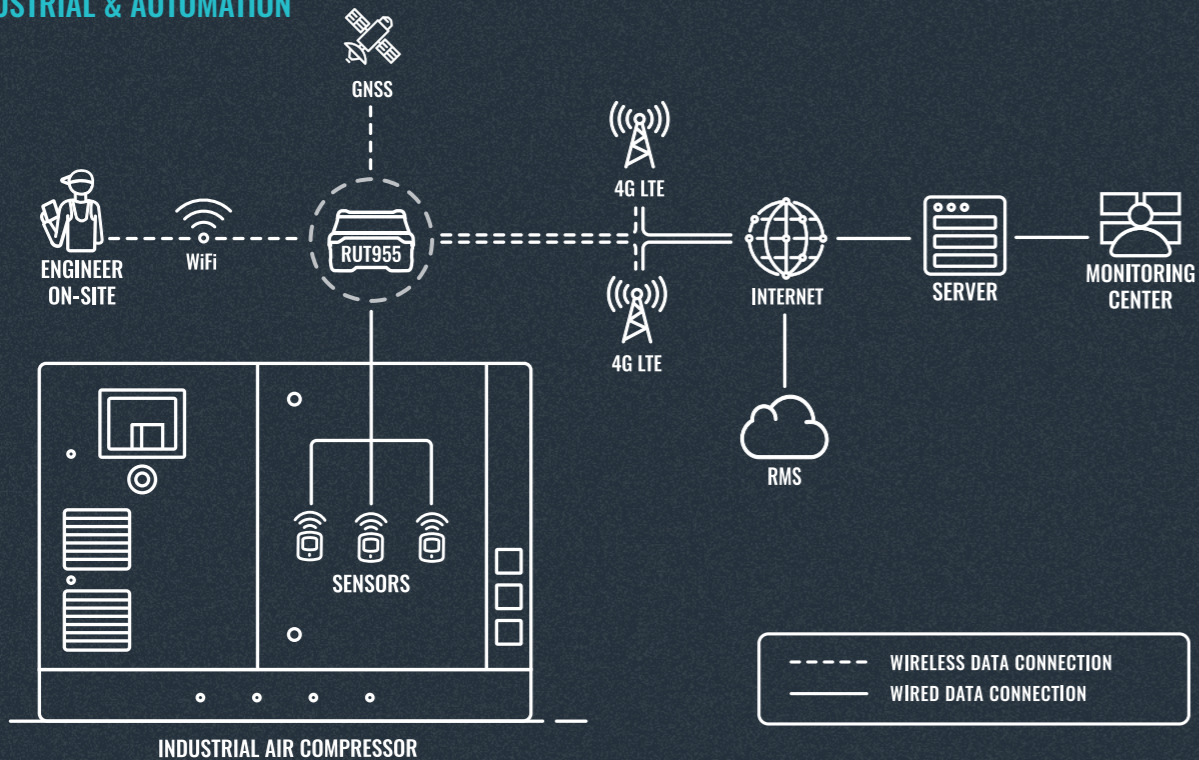 USTRIAL & AUTOMATION
GNSS
4G LTE
RUT955
WiFi
ENGINEER
ON-SITE
INTERNET
SERVER
MONITORING
CENTER
4G LTE
RMS
SENSORS
WIRELESS DATA CONNECTION
WIRED DATA CONNECTION
INDUSTRIAL AIR COMPRESSOR